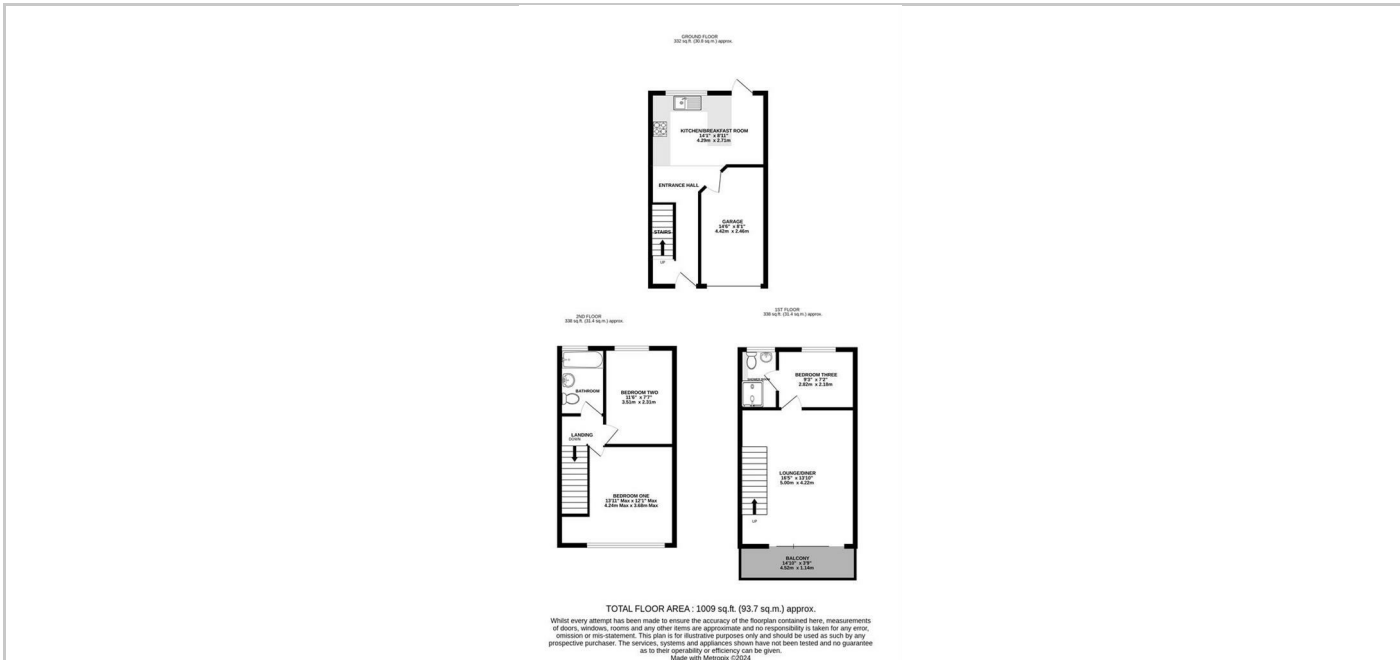 GROUND FLOOR
332 sq.ft. (30.8 sq.m.) approx.
KITCHEN/BREAKFAST ROOM
14'1" x 8'11"
4.29m x 2.71m
ENTRANCE HALL
GARAGE
14'6" x 8'1"
4.42m x 2.46m
STAIRS
UP
2ND FLOOR
338 sq.ft. (31.4 sq.m.) approx.
BATHROOM
BEDROOM TWO
11'6" x 7'7"
3.51m x 2.31m
LANDING
DOWN
BEDROOM ONE
13'11" Max x 12'1" Max
4.24m Max x 3.68m Max
1ST FLOOR
338 sq.ft. (31.4 sq.m.) approx.
SHOWER ROOM
BEDROOM THREE
9'3" x 7'2"
2.82m x 2.18m
LOUNGE/DINER
16'5" x 13'10"
5.00m x 4.22m
UP
BALCONY
14'10" x 3'9"
4.52m x 1.14m
TOTAL FLOOR AREA : 1009 sq.ft. (93.7 sq.m.) approx.
Whilst every attempt has been made to ensure the accuracy of the floorplan contained here, measurements
of doors, windows, rooms and any other items are approximate and no responsibility is taken for any error,
omission or mis-statement. This plan is for illustrative purposes only and should be used as such by any
prospective purchaser. The services, systems and appliances shown have not been tested and no guarantee
as to their operability or efficiency can be given.
Made with Metropix ©2024